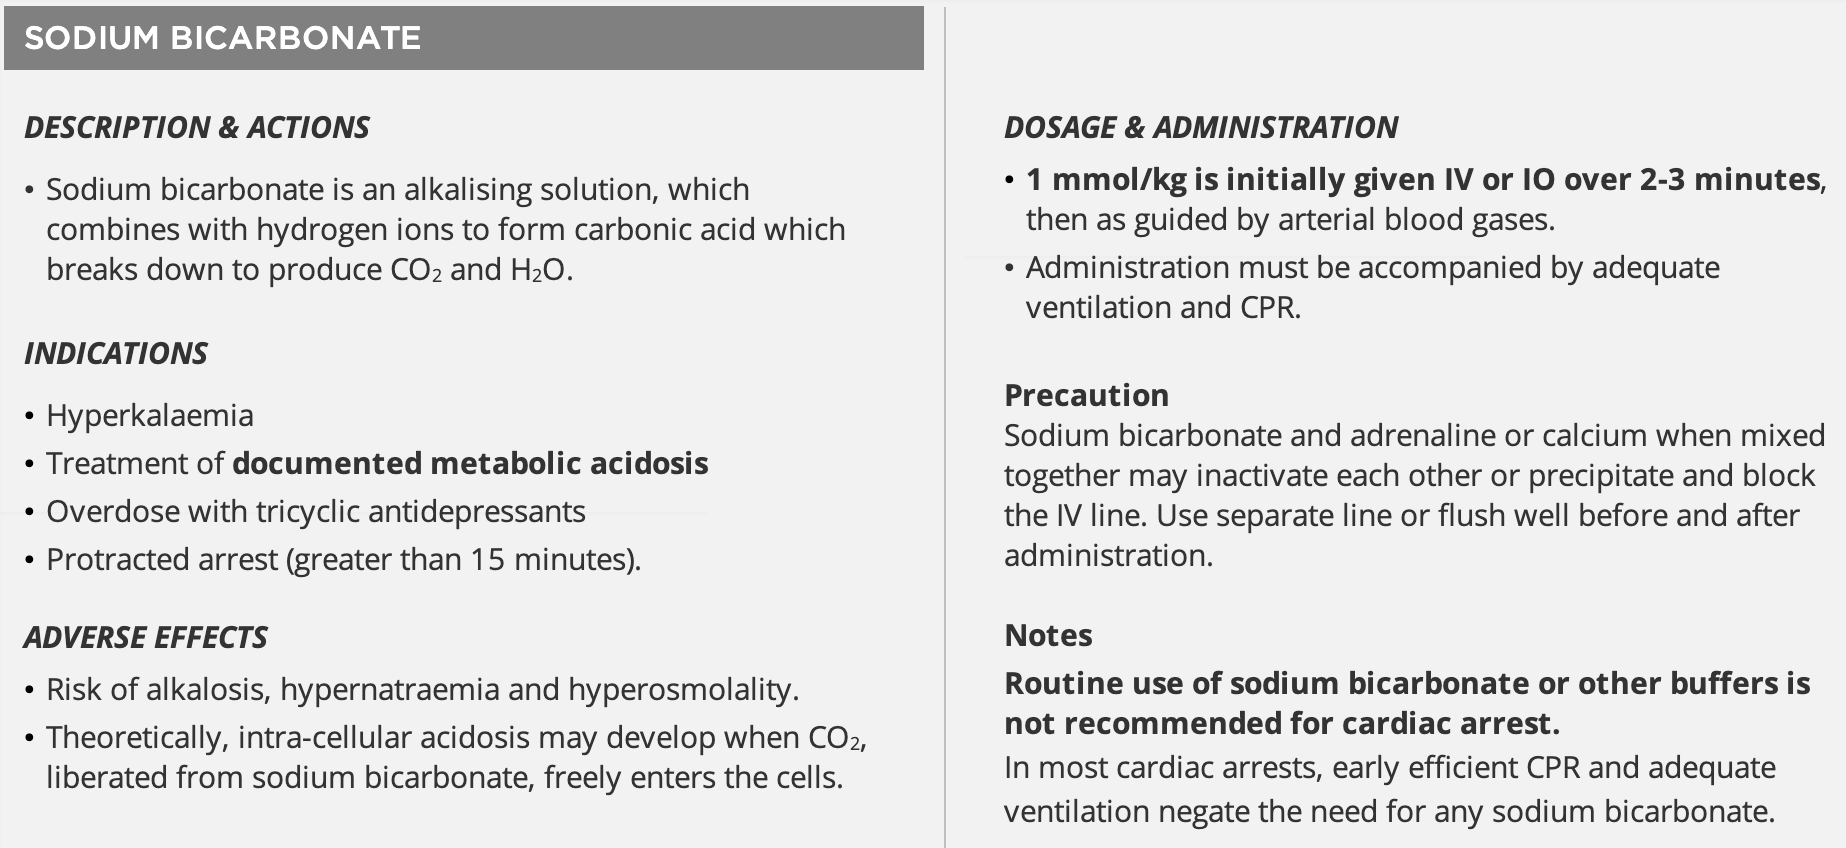 SODIUM BICARBONATE
DESCRIPTION & ACTIONS
• Sodium bicarbonate is an alkalising solution, which
combines with hydrogen ions to form carbonic acid which
breaks down to produce CO₂ and H₂O.
INDICATIONS
• Hyperkalaemia
• Treatment of documented metabolic acidosis
• Overdose with tricyclic antidepressants
• Protracted arrest (greater than 15 minutes).
ADVERSE EFFECTS
• Risk of alkalosis, hypernatraemia and hyperosmolality.
• Theoretically, intra-cellular acidosis may develop when CO₂,
liberated from sodium bicarbonate, freely enters the cells.
DOSAGE & ADMINISTRATION
• 1 mmol/kg is initially given IV or IO over 2-3 minutes,
then as guided by arterial blood gases.
• Administration must be accompanied by adequate
ventilation and CPR.
Precaution
Sodium bicarbonate and adrenaline or calcium when mixed
together may inactivate each other or precipitate and block
the IV line. Use separate line or flush well before and after
administration.
Notes
Routine use of sodium bicarbonate or other buffers is
not recommended for cardiac arrest.
In most cardiac arrests, early efficient CPR and adequate
ventilation negate the need for any sodium bicarbonate.